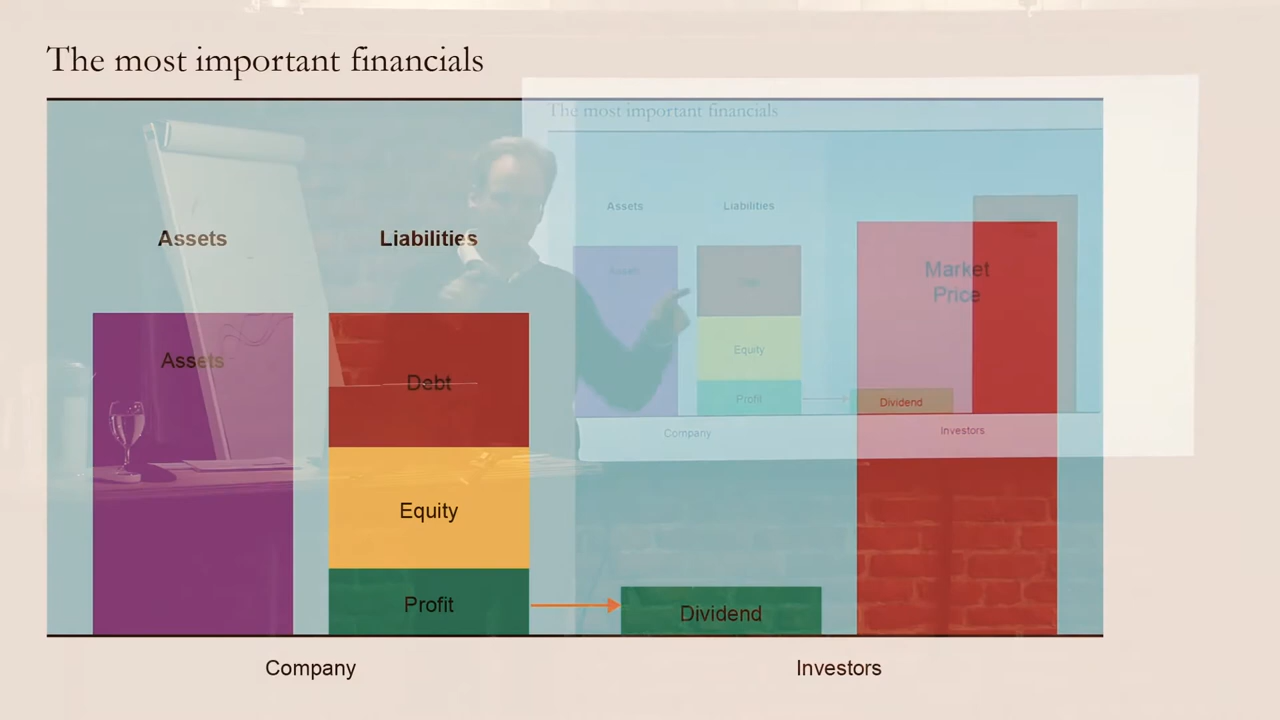 The most important financials
The most important financials
Assets
Liabilities
Assets
Liabilities
Assets
Debt
Equity
Profit
Dividend
Market
Price
Company
Investors
Assets
Equity
Profit
Dividend
Company
Investors